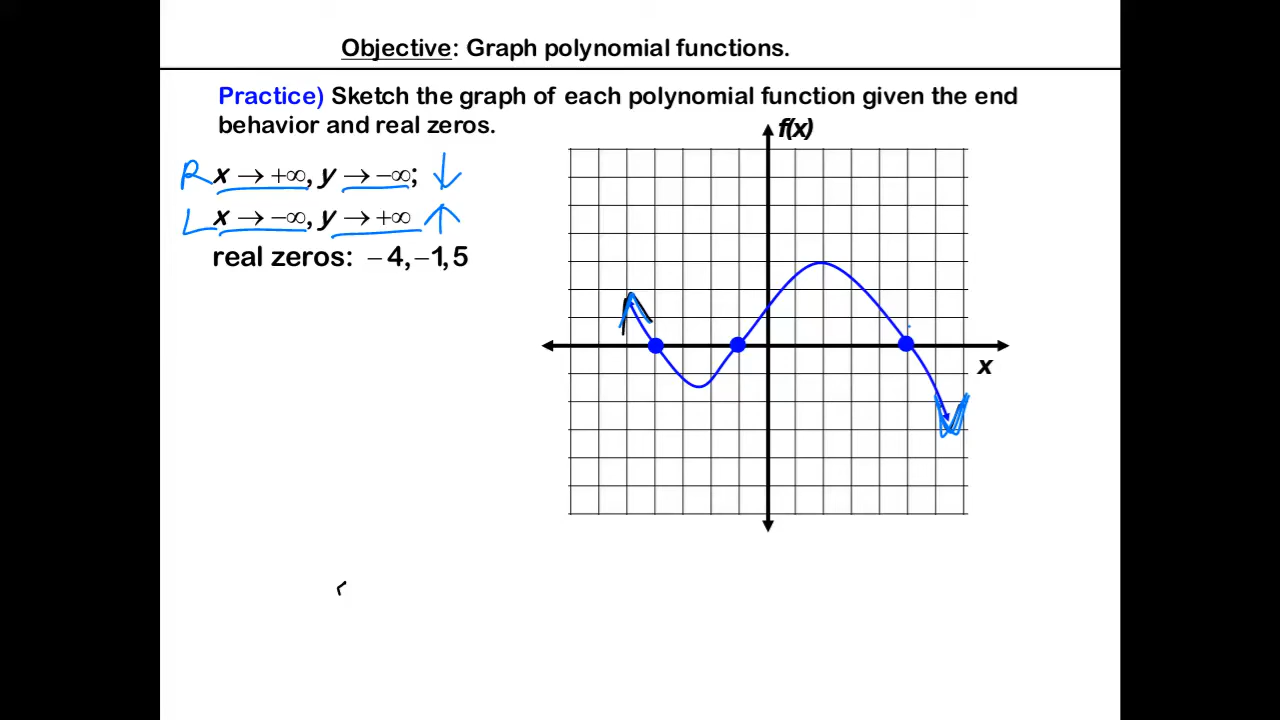 Objective: Graph polynomial functions.
Practice) Sketch the graph of each polynomial function given the end
behavior and real zeros.
f(x)
R x → +∞, y → −∞; ↓
L x → −∞, y → +∞ ↑
real zeros: −4, −1, 5
x